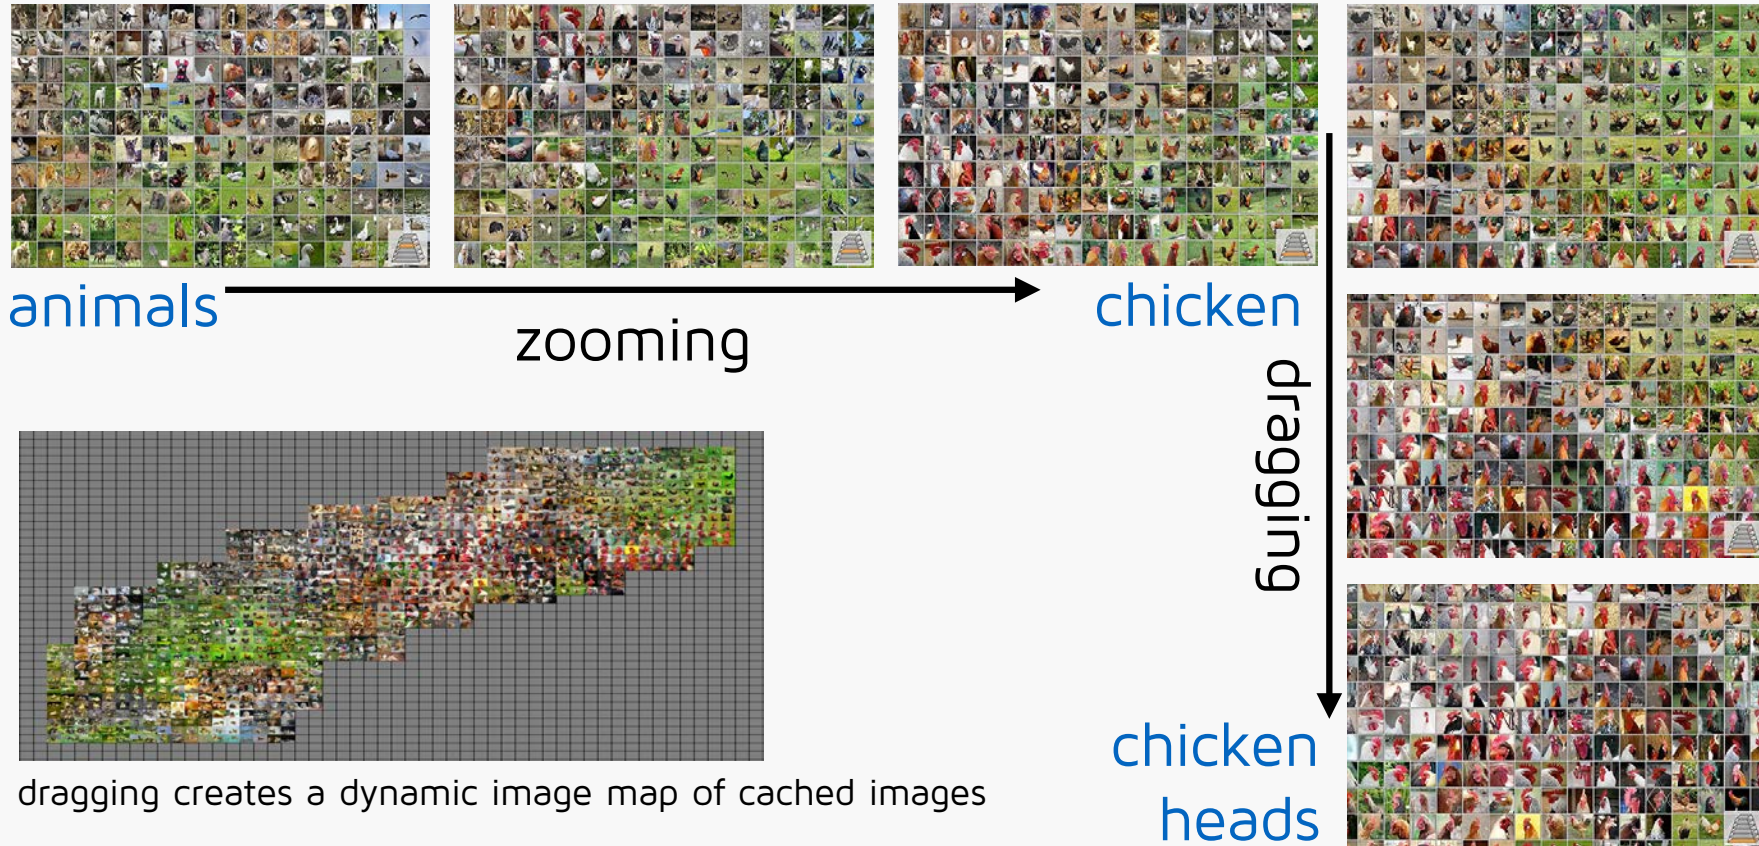 animals
zooming
chicken
dragging
chicken
heads
dragging creates a dynamic image map of cached images